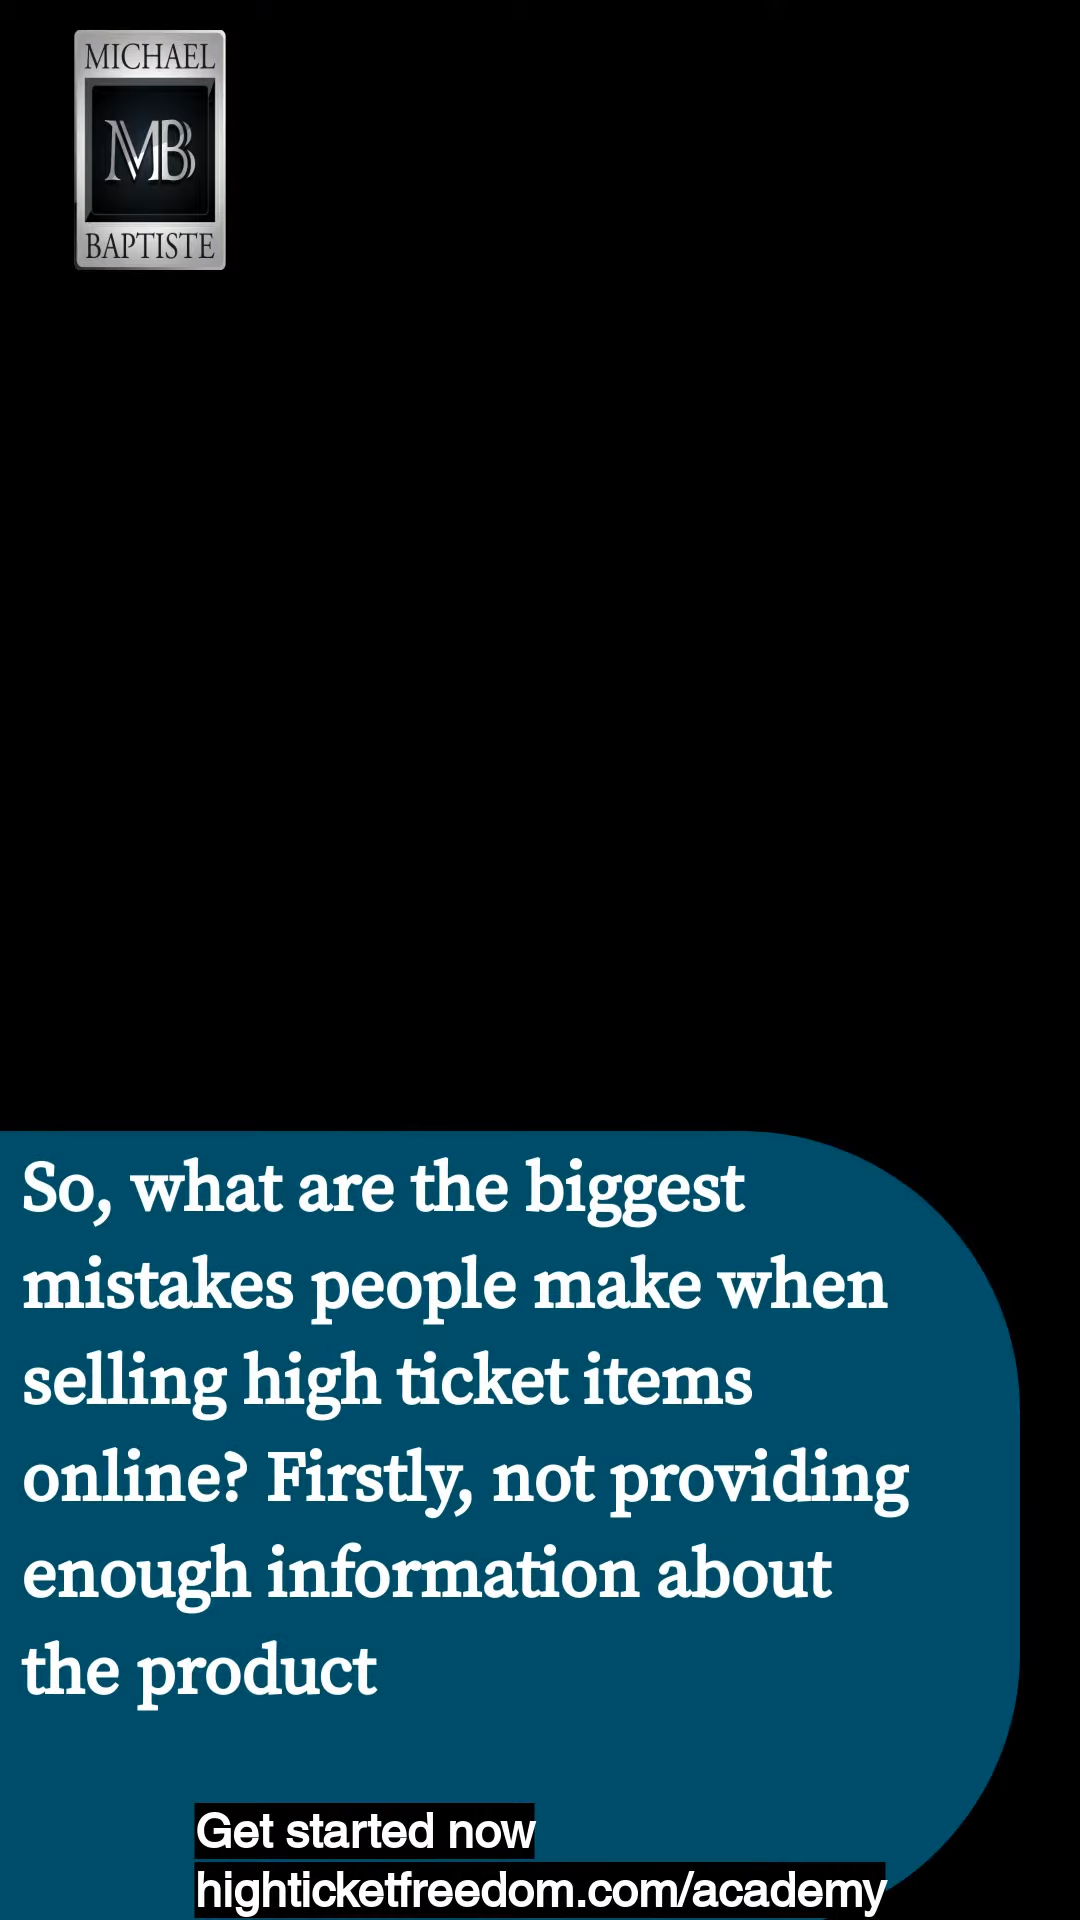 MICHAEL
MB
BAPTISTE
So, what are the biggest
mistakes people make when
selling high ticket items
online? Firstly, not providing
enough information about
the product
Get started now
highticketfreedom.com/academy